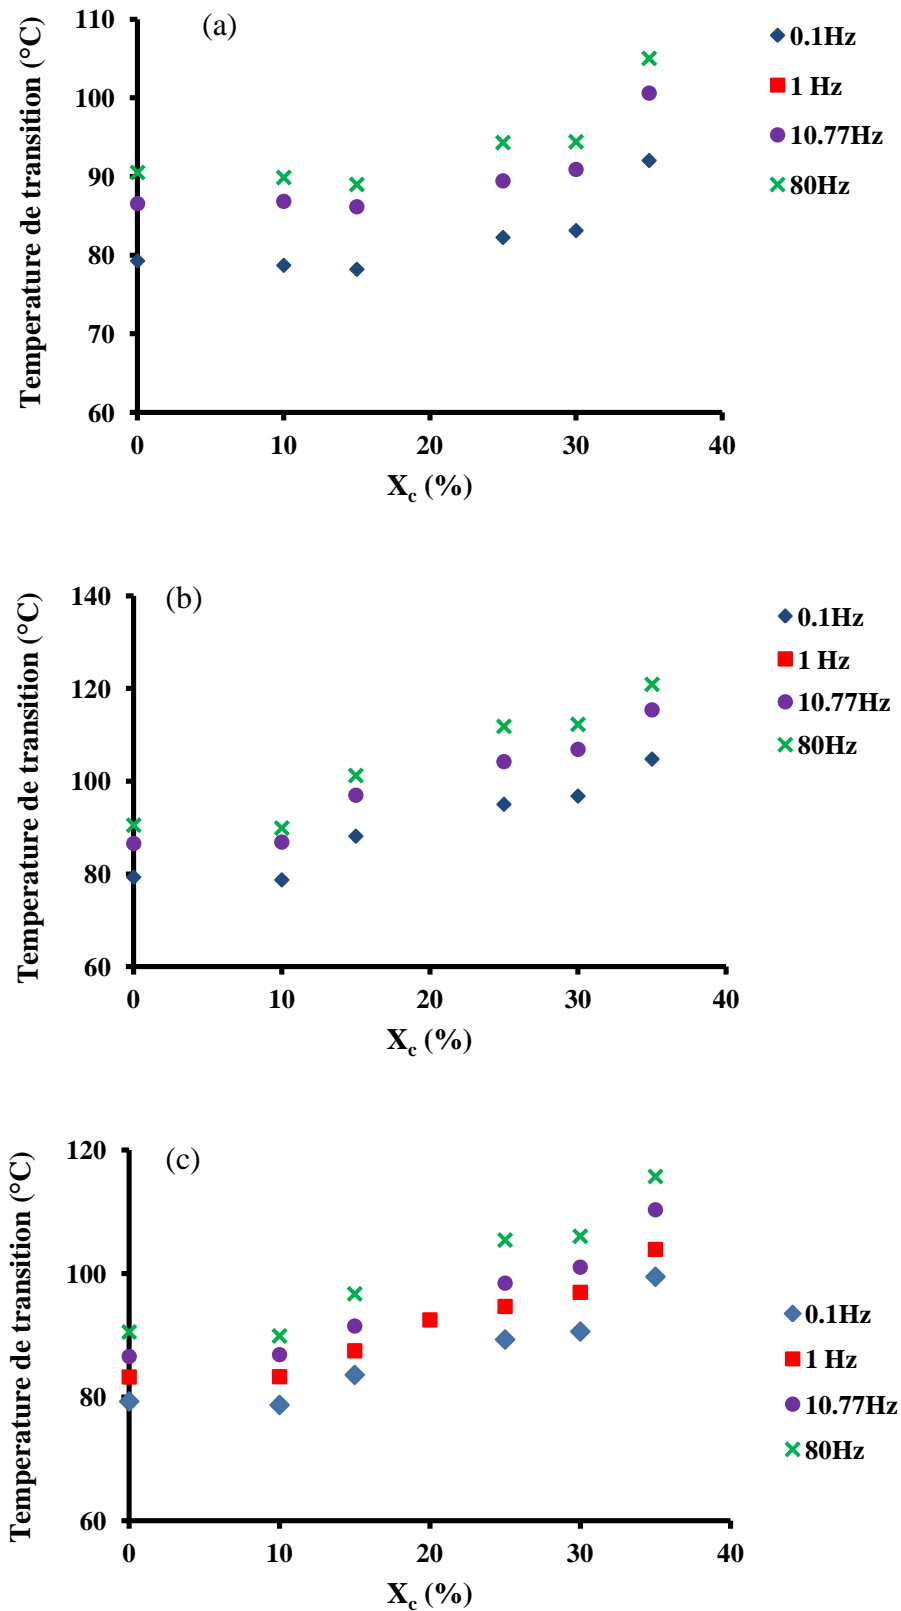 (a)
Temperature de transition (°C)
110
100
90
80
70
60
0 10 20 30 40
X_c (%)
0.1Hz
1 Hz
10.77Hz
80Hz
(b)
Temperature de transition (°C)
140
120
100
80
60
0 10 20 30 40
X_c (%)
0.1Hz
1 Hz
10.77Hz
80Hz
(c)
Temperature de transition (°C)
120
100
80
60
0 10 20 30 40
X_c (%)
0.1Hz
1 Hz
10.77Hz
80Hz